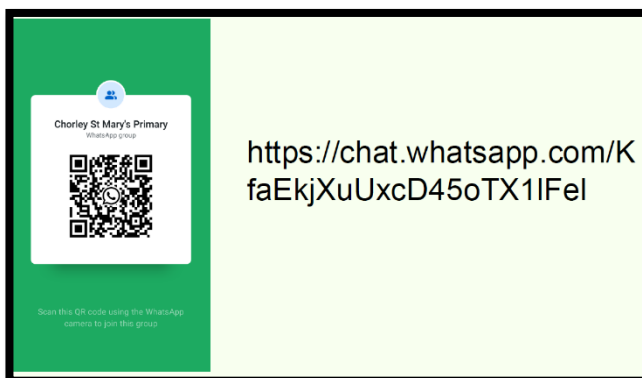 Chorley St Mary's Primary
WhatsApp group
Scan this QR code using the WhatsApp
camera to join this group
https://chat.whatsapp.com/K
faEkjXuUxcD45oTX1lFel